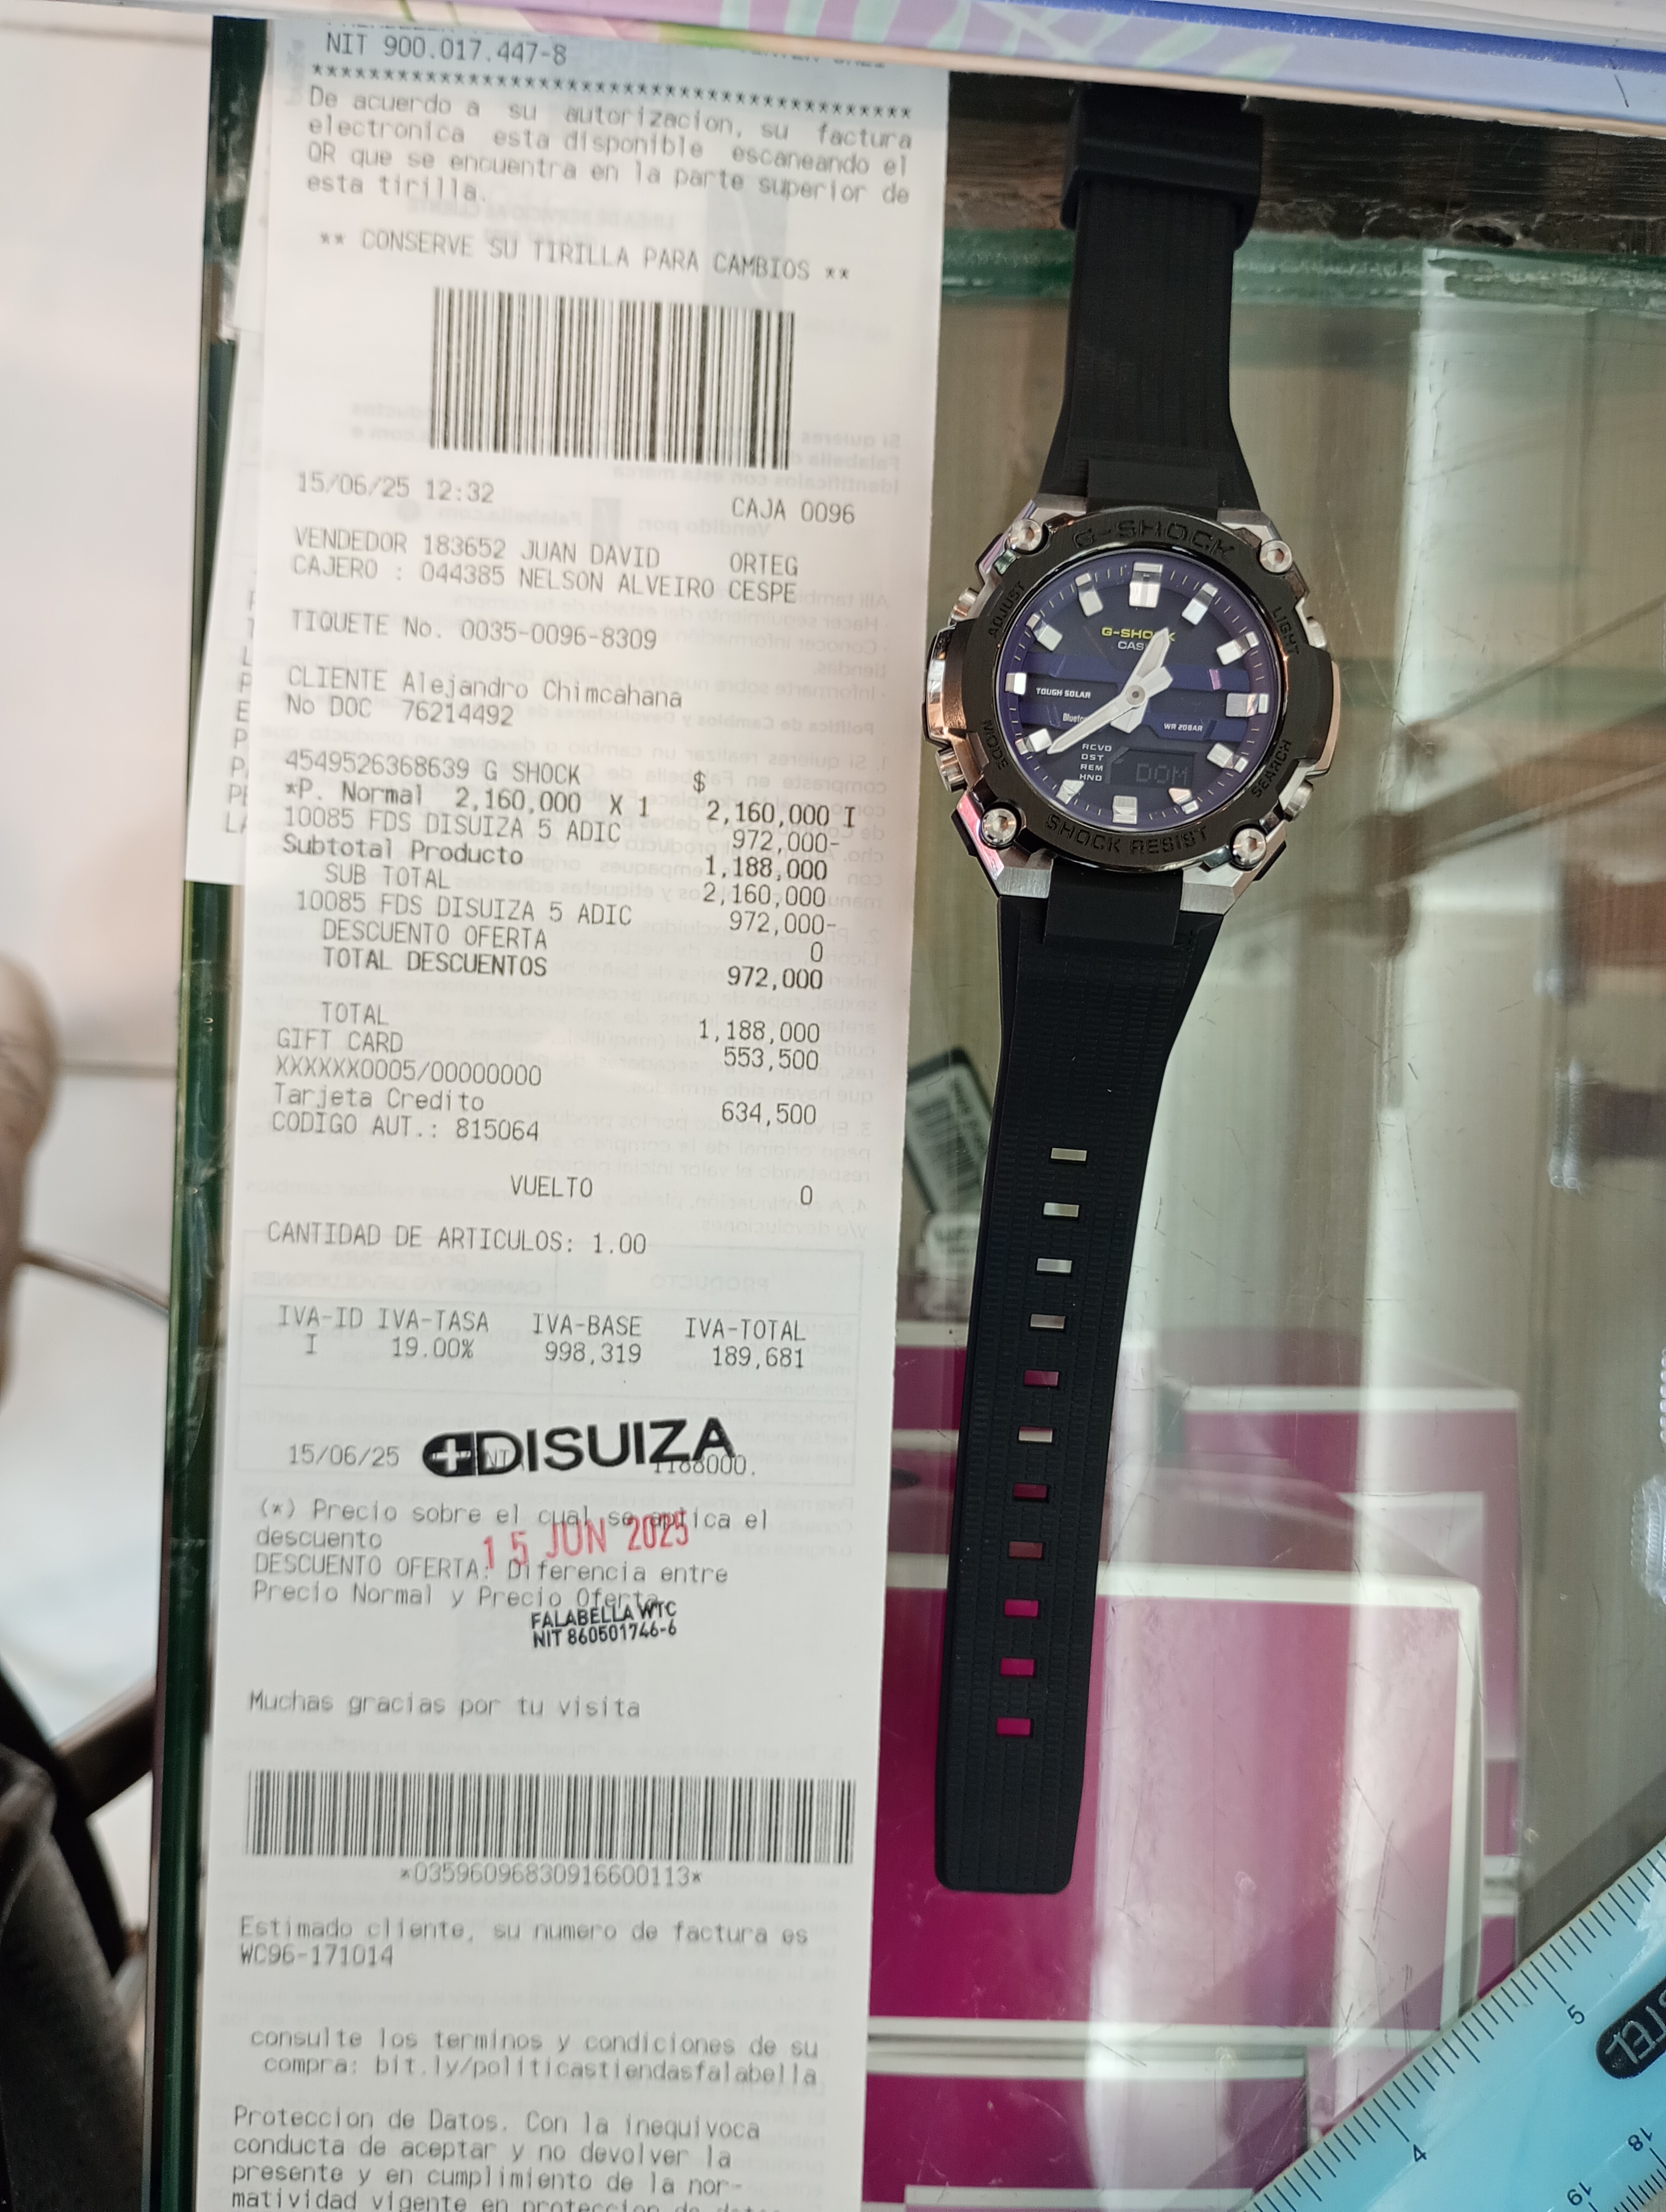 NIT 900.017.447-8
****************************************
De acuerdo a su autorizacion, su factura
electronica esta disponible escaneando el
QR que se encuentra en la parte superior de
esta tirilla.
** CONSERVE SU TIRILLA PARA CAMBIOS **
15/06/25 12:32 CAJA 0096
VENDEDOR 183652 JUAN DAVID ORTEG
CAJERO : 044385 NELSON ALVEIRO CESPE
TIQUETE No. 0035-0096-8309
CLIENTE Alejandro Chimcahana
No DOC 76214492
4549526368639 G SHOCK $
*P. Normal 2,160,000 X 1 2,160,000 I
10085 FDS DISUIZA 5 ADIC 972,000-
Subtotal Producto 1,188,000
SUB TOTAL 2,160,000
10085 FDS DISUIZA 5 ADIC 972,000-
DESCUENTO OFERTA 0
TOTAL DESCUENTOS 972,000
TOTAL 1,188,000
GIFT CARD 553,500
XXXXXX0005/00000000
Tarjeta Credito 634,500
CODIGO AUT.: 815064
VUELTO 0
CANTIDAD DE ARTICULOS: 1.00
IVA-ID IVA-TASA IVA-BASE IVA-TOTAL
I 19.00% 998,319 189,681
15/06/25 DISUIZA 1188000.
(*) Precio sobre el cual se aplica el
descuento
15 JUN 2025
DESCUENTO OFERTA: Diferencia entre
Precio Normal y Precio Oferta
FALABELLA WTC
NIT 860501746-6
Muchas gracias por tu visita
*03596096830916600113*
Estimado cliente, su numero de factura es
WC96-171014
consulte los terminos y condiciones de su
compra: bit.ly/politicastiendasfalabella
Proteccion de Datos. Con la inequivoca
conducta de aceptar y no devolver la
presente y en cumplimiento de la nor-
matividad vigente en proteccion de
G-SHOCK
ADJUST
LIGHT
G-SHOCK
TOUGH SOLAR
WR 20BAR
RCVD
DST
REM
HND
DOM
MODE
SEARCH
SHOCK RESIST
5
4
18
19